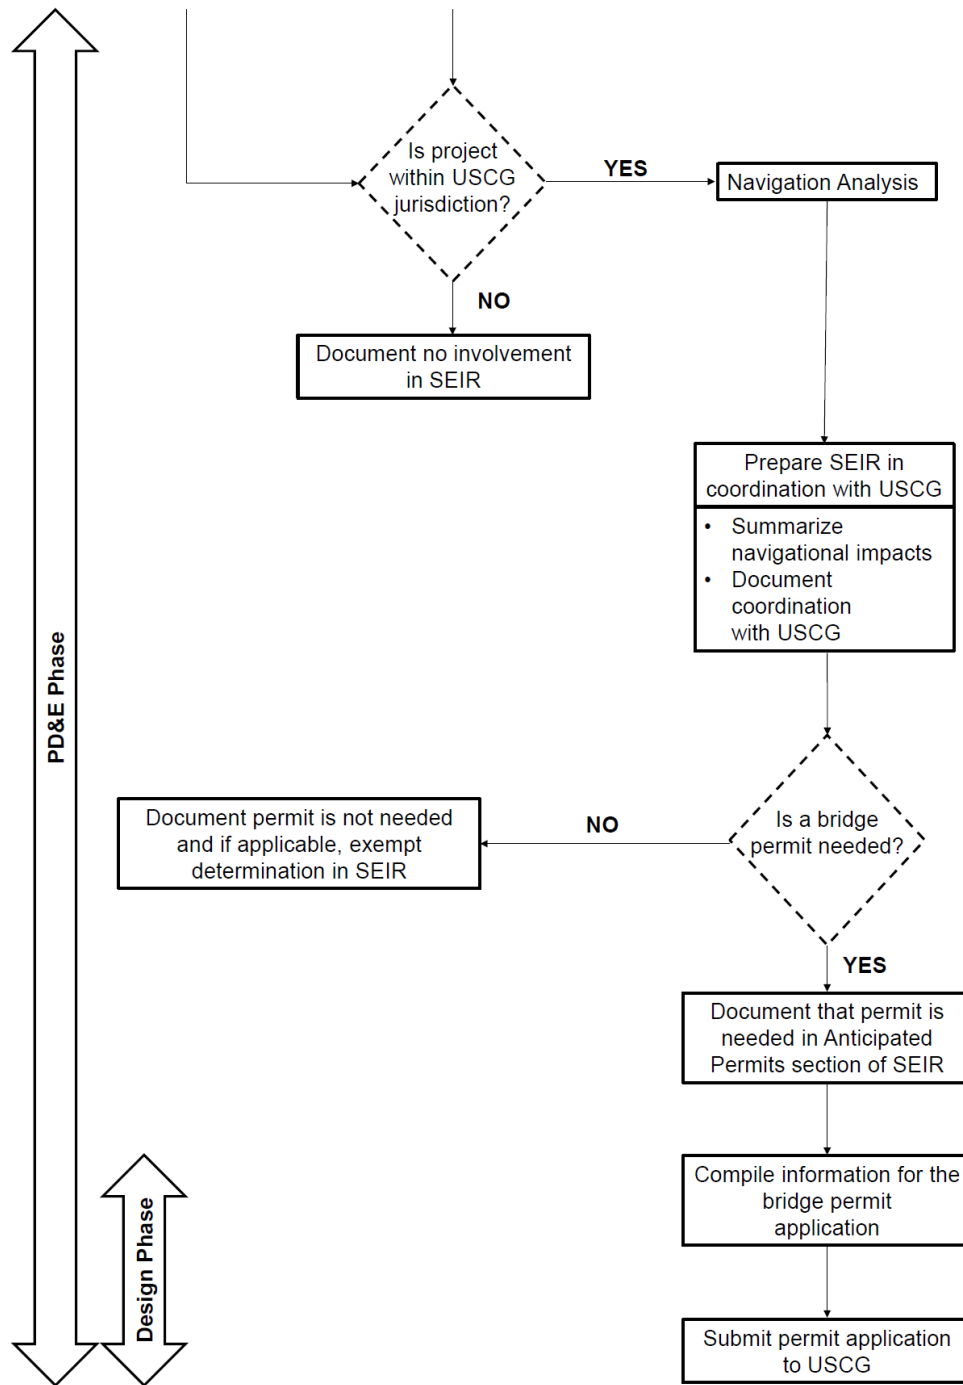 Is project
within USCG
jurisdiction?
YES
Navigation Analysis
NO
Document no involvement
in SEIR
Prepare SEIR in
coordination with USCG
• Summarize
navigational impacts
• Document
coordination
with USCG
PD&E Phase
Is a bridge
permit needed?
NO
Document permit is not needed
and if applicable, exempt
determination in SEIR
YES
Document that permit is
needed in Anticipated
Permits section of SEIR
Compile information for the
bridge permit
application
Design Phase
Submit permit application
to USCG